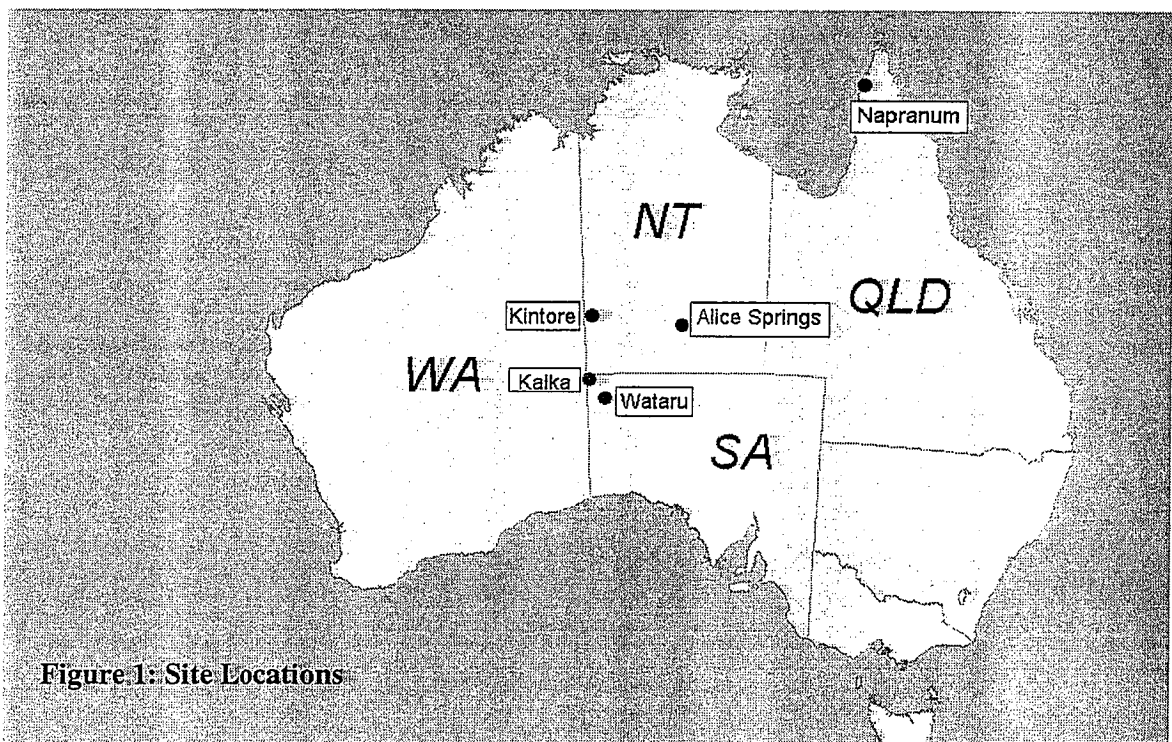 Napranum
NT
QLD
Kintore
Alice Springs
WA
Kalka
Wataru
SA
Figure 1: Site Locations